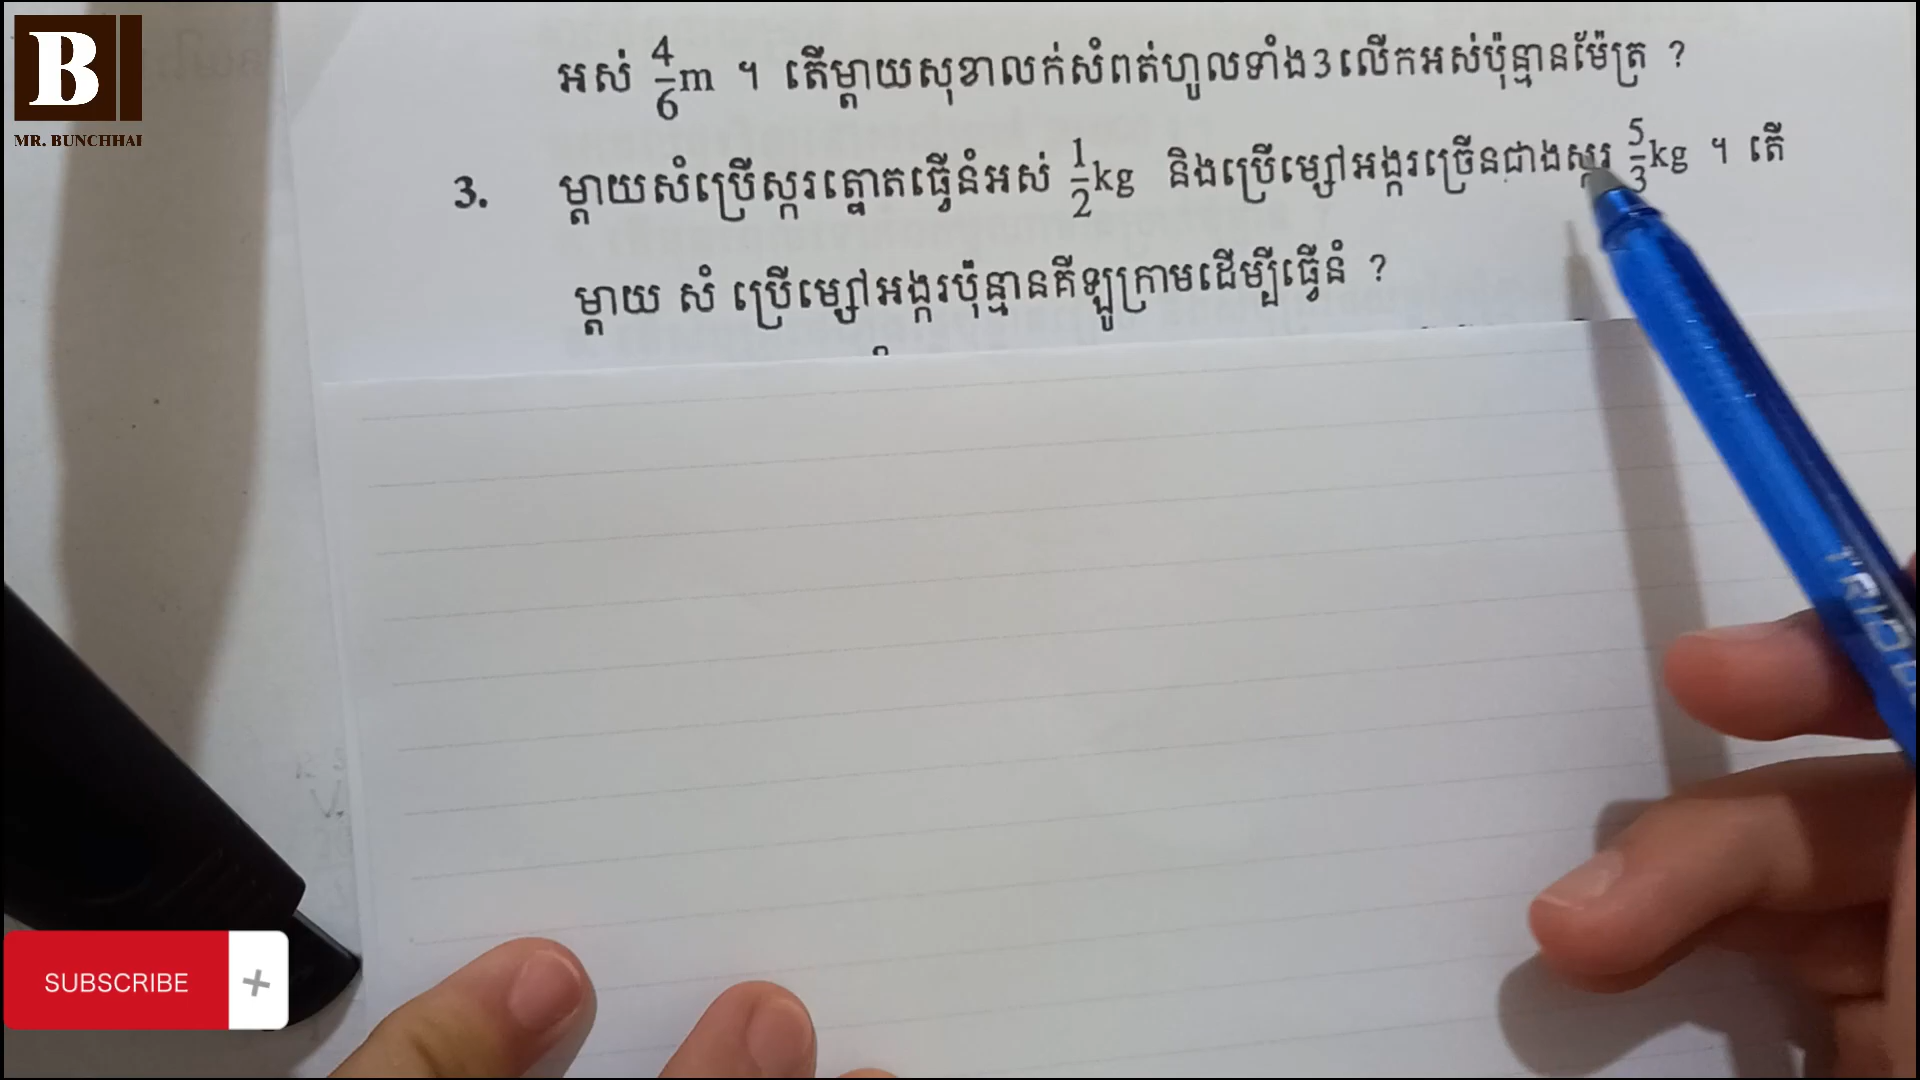 B
MR. BUNCHHAI
អស់ 4/6 m ។ តើម្តាយសុខាលក់សំពត់ហូលទាំង3លើកអស់ប៉ុន្មានម៉ែត្រ ?
3. ម្តាយសំប្រើស្ករត្នោតធ្វើនំអស់ 1/2 kg និងប្រើម្សៅអង្ករច្រើនជាងស្ករ 5/3 kg ។ តើ
ម្តាយ សំ ប្រើម្សៅអង្ករប៉ុន្មានគីឡូក្រាមដើម្បីធ្វើនំ ?
SUBSCRIBE +